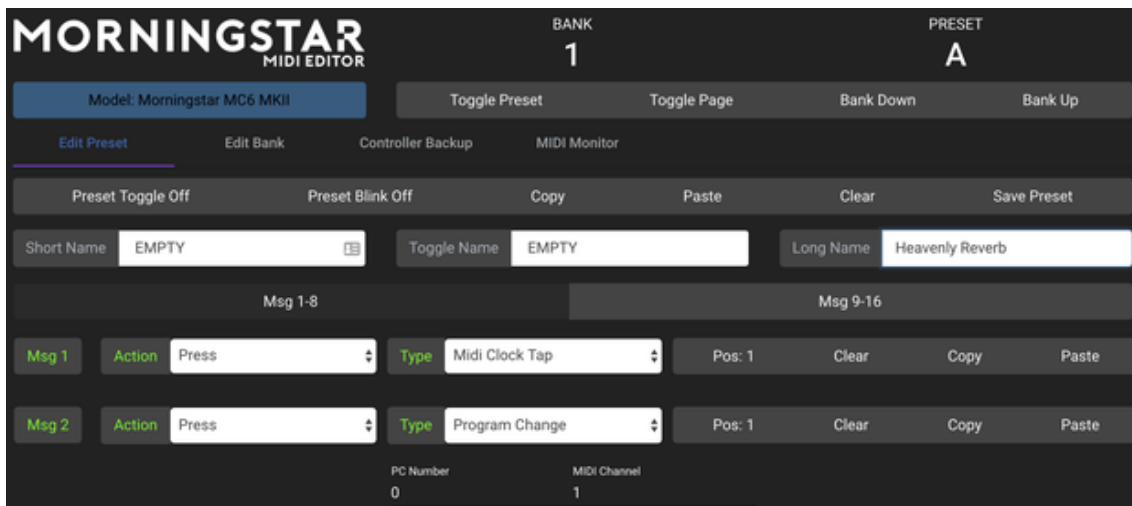 MORNINGSTAR
MIDI EDITOR
BANK
1
PRESET
A
Model: Morningstar MC6 MKII
Toggle Preset Toggle Page Bank Down Bank Up
Edit Preset Edit Bank Controller Backup MIDI Monitor
Preset Toggle Off Preset Blink Off Copy Paste Clear Save Preset
Short Name EMPTY Toggle Name EMPTY Long Name Heavenly Reverb
Msg 1-8 Msg 9-16
Msg 1 Action Press Type Midi Clock Tap Pos: 1 Clear Copy Paste
Msg 2 Action Press Type Program Change Pos: 1 Clear Copy Paste
PC Number MIDI Channel
0 1